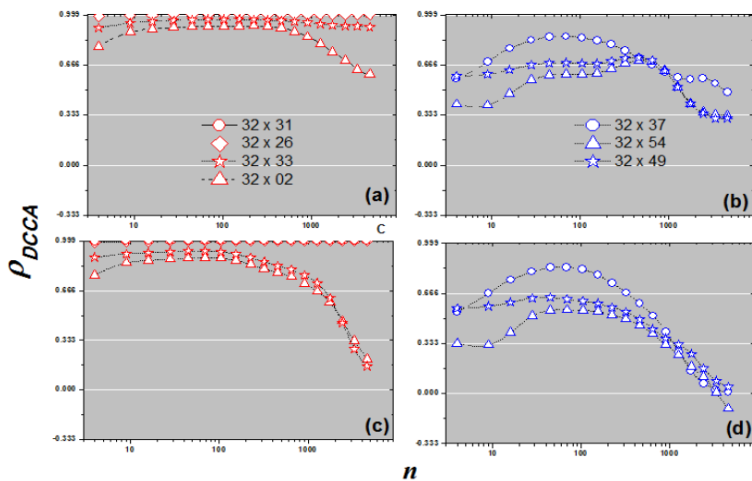 0.999
0.666
0.333
0.000
-0.333
32 x 31
32 x 26
32 x 33
32 x 02
(a)
10
100
1000
C
0.999
0.666
0.333
0.000
-0.333
32 x 37
32 x 54
32 x 49
(b)
10
100
1000
ρDCCA
0.999
0.666
0.333
0.000
-0.333
(c)
10
100
1000
0.999
0.666
0.333
0.000
-0.333
(d)
10
100
1000
n